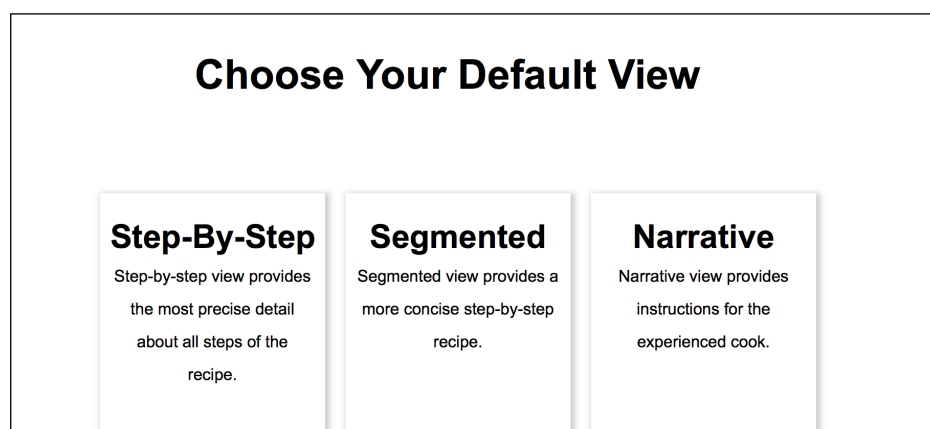 Choose Your Default View
Step-By-Step
Step-by-step view provides
the most precise detail
about all steps of the
recipe.
Segmented
Segmented view provides a
more concise step-by-step
recipe.
Narrative
Narrative view provides
instructions for the
experienced cook.